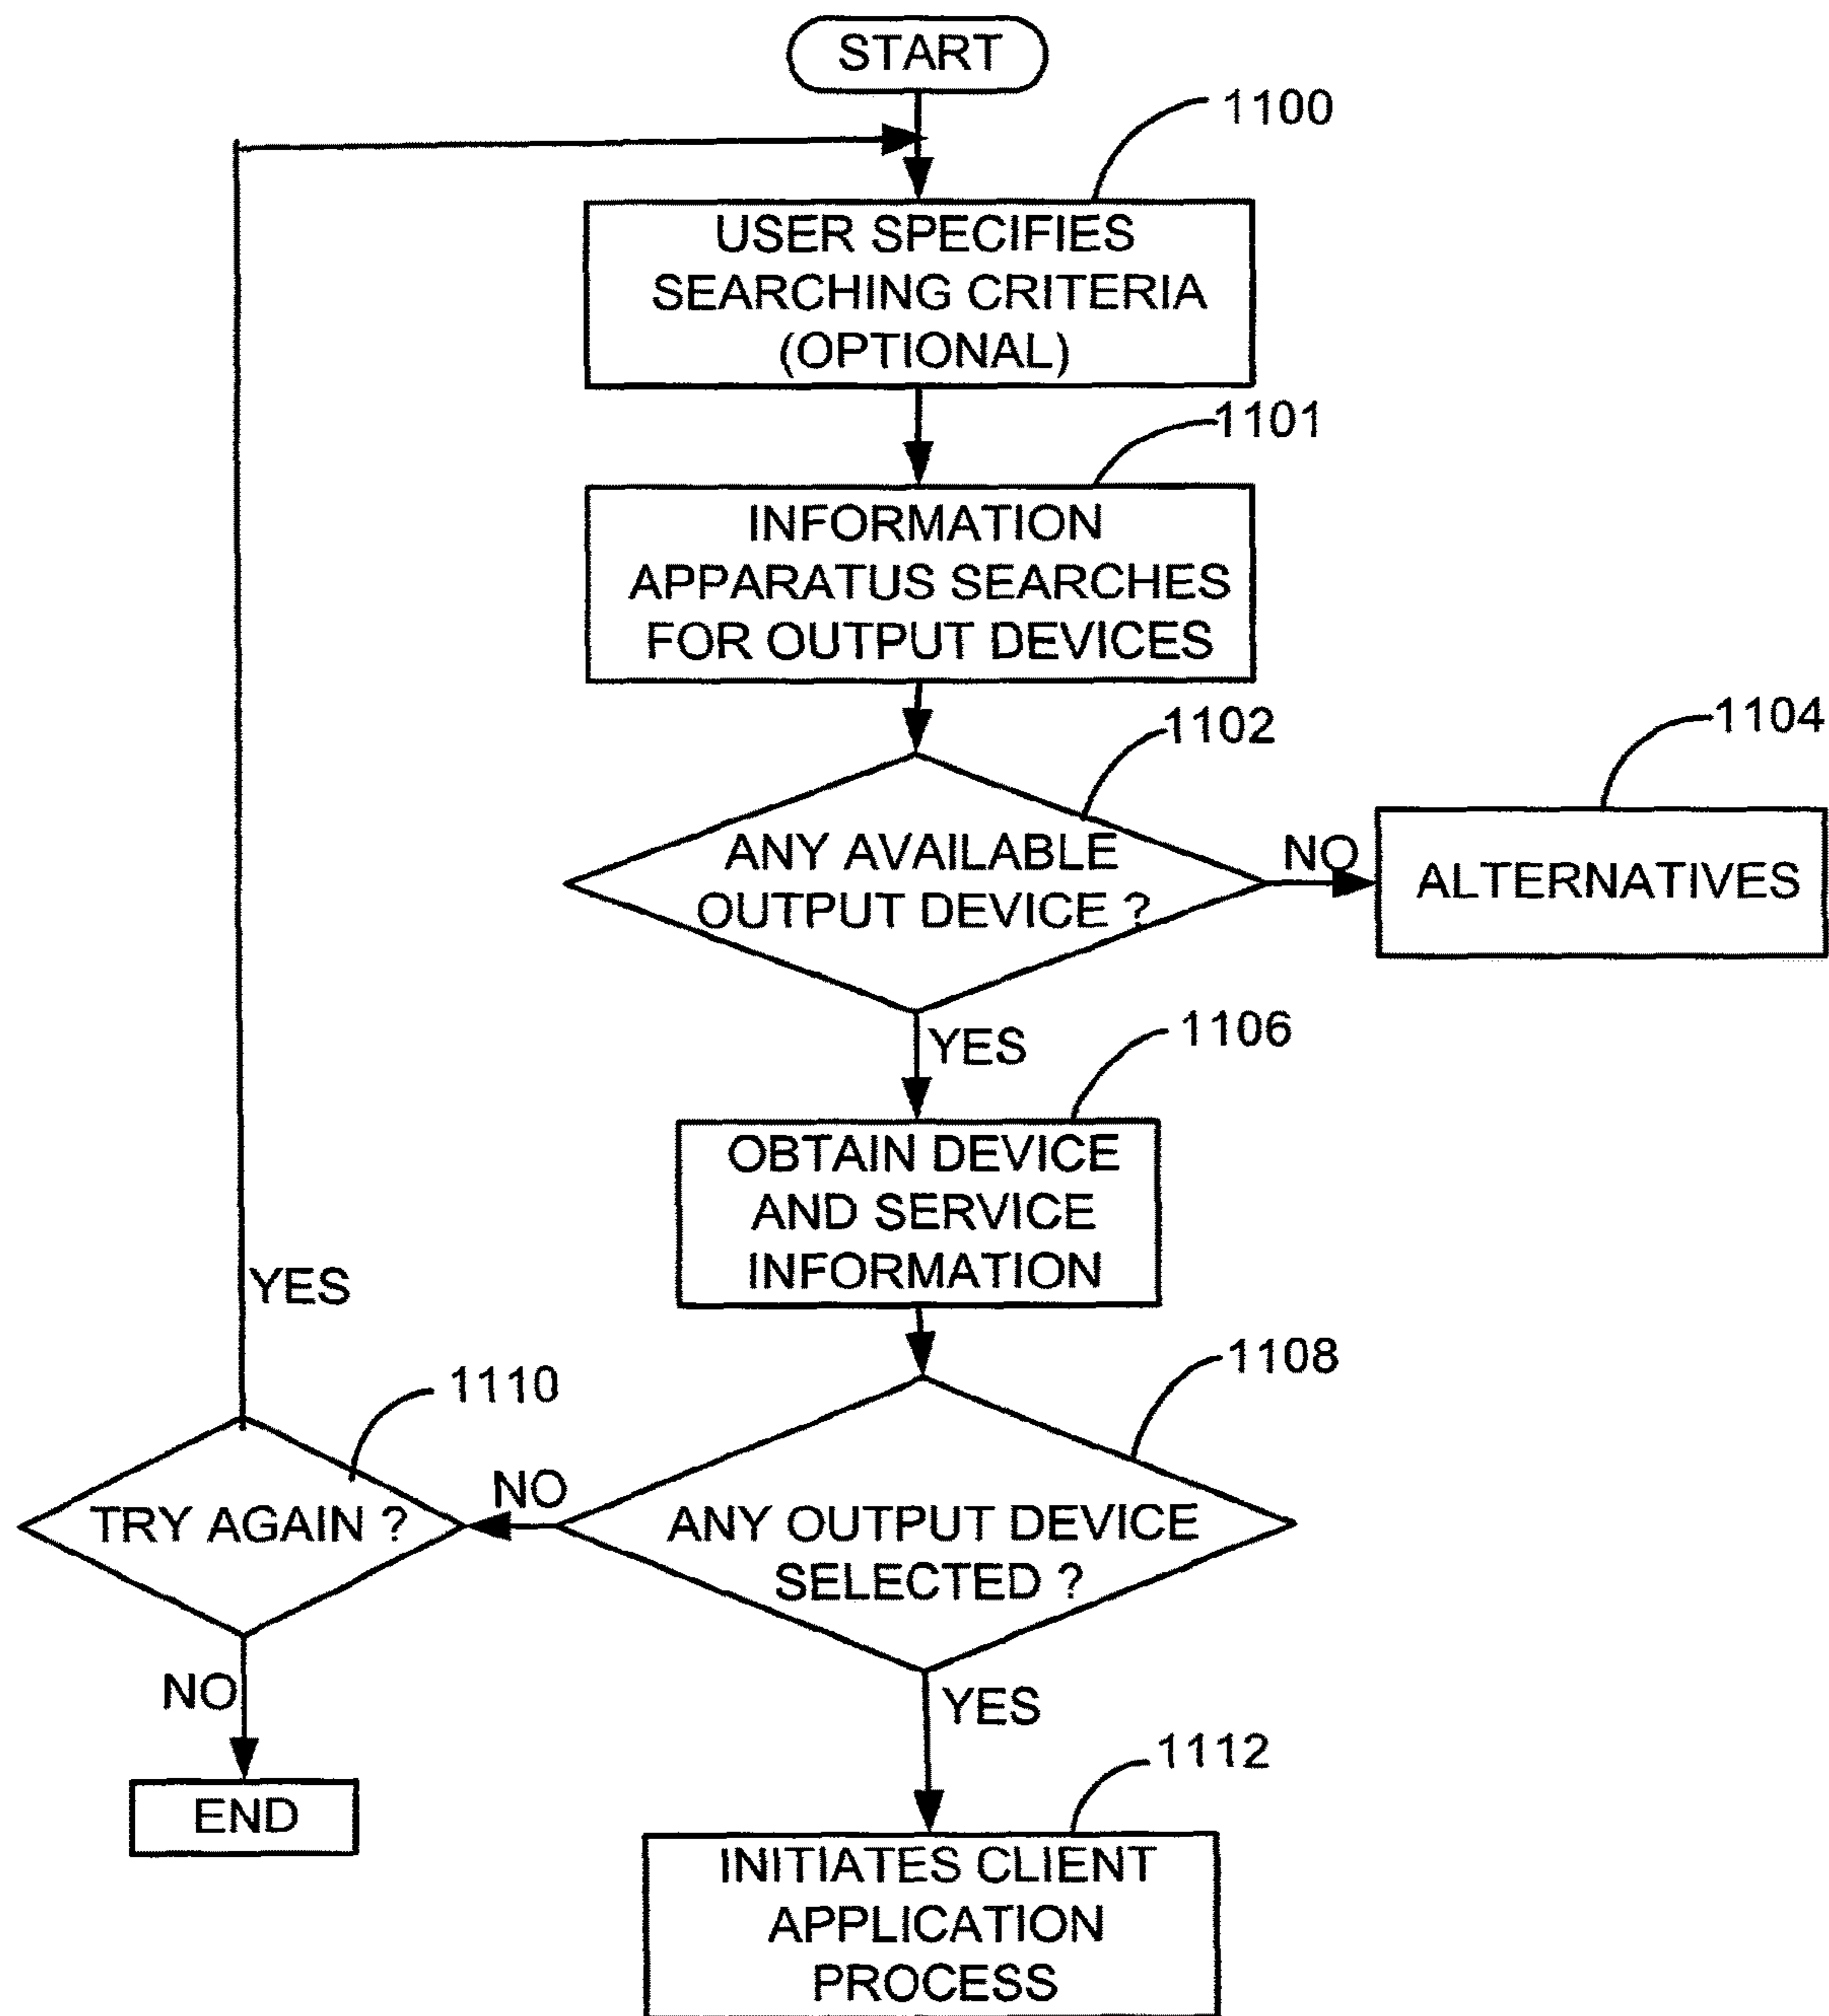 START
1100
USER SPECIFIES
SEARCHING CRITERIA
(OPTIONAL)
1101
INFORMATION
APPARATUS SEARCHES
FOR OUTPUT DEVICES
1102
1104
ANY AVAILABLE
OUTPUT DEVICE ?
NO
ALTERNATIVES
YES
1106
OBTAIN DEVICE
AND SERVICE
INFORMATION
YES
1108
1110
ANY OUTPUT DEVICE
SELECTED ?
NO
TRY AGAIN ?
NO
END
YES
1112
INITIATES CLIENT
APPLICATION
PROCESS